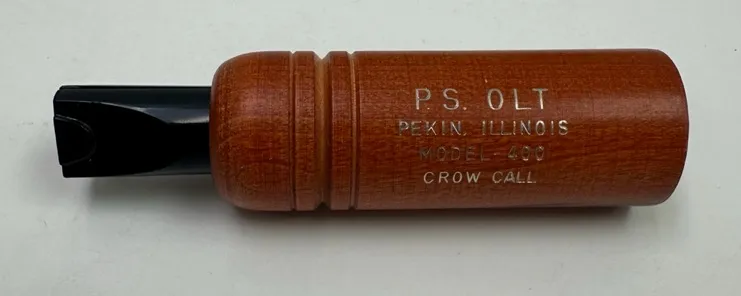 P.S. OLT
PEKIN, ILLINOIS
MODEL-400
CROW CALL